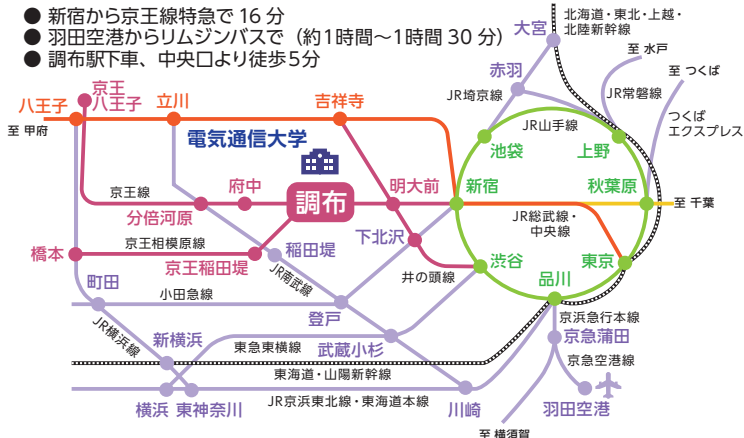 ● 新宿から京王線特急で16分
● 羽田空港からリムジンバスで（約1時間～1時間30分）
● 調布駅下車、中央口より徒歩5分
大宮
北海道・東北・上越・
北陸新幹線
至 水戸
赤羽
至 つくば
JR埼京線
JR常磐線
京王
八王子
八王子
立川
吉祥寺
至 甲府
JR山手線
つくば
エクスプレス
電気通信大学
池袋
上野
京王線
府中
分倍河原
調布
明大前
新宿
秋葉原
至 千葉
JR総武線・
中央線
下北沢
橋本
京王相模原線
京王稲田堤
稲田堤
井の頭線
渋谷
品川
東京
町田
小田急線
JR南武線
登戸
JR横浜線
新横浜
東急東横線
武蔵小杉
京浜急行本線
京急蒲田
東海道・山陽新幹線
京急空港線
横浜
東神奈川
JR京浜東北線・東海道本線
川崎
羽田空港
至 横須賀